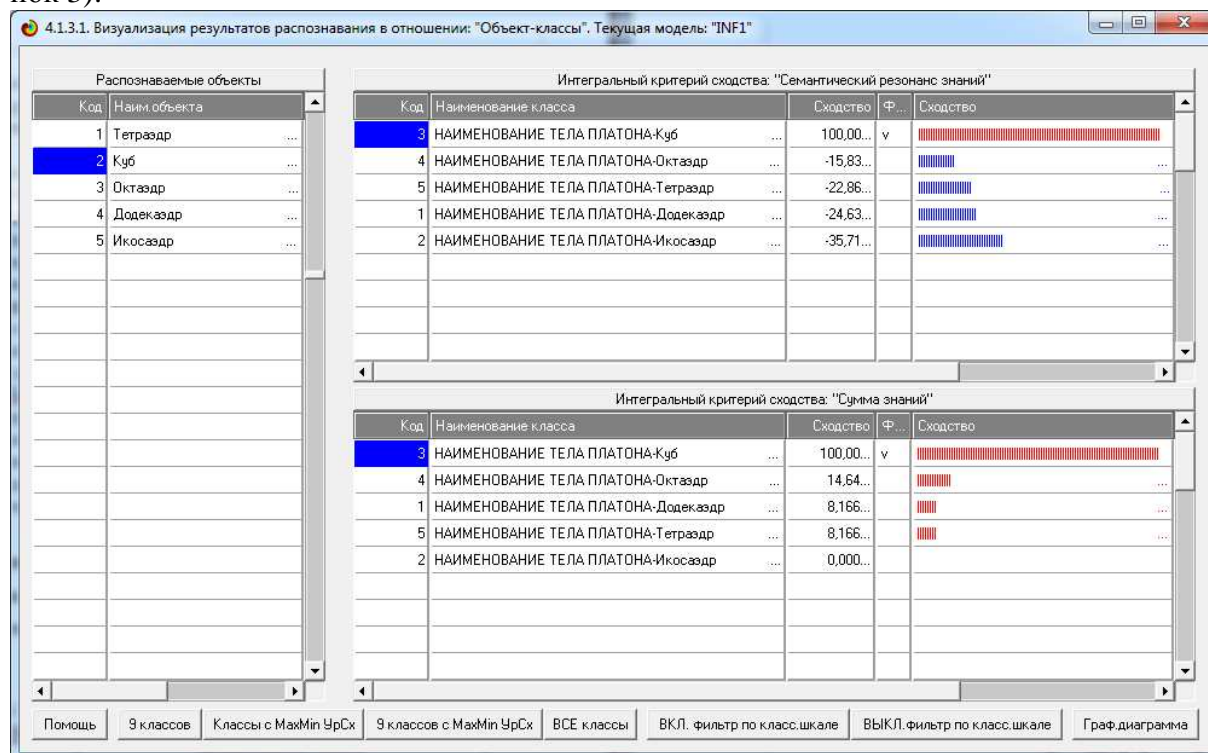 нок 3).
4.1.3.1. Визуализация результатов распознавания в отношении: "Объект-классы". Текущая модель: "INF1"
Распознаваемые объекты
Код Наим.объекта
1 Тетраэдр ...
2 Куб ...
3 Октаэдр ...
4 Додекаэдр ...
5 Икосаэдр ...
Интегральный критерий сходства: "Семантический резонанс знаний"
Код Наименование класса Сходство Ф... Сходство
3 НАИМЕНОВАНИЕ ТЕЛА ПЛАТОНА-Куб ... 100,00... v
4 НАИМЕНОВАНИЕ ТЕЛА ПЛАТОНА-Октаэдр ... -15,83... ...
5 НАИМЕНОВАНИЕ ТЕЛА ПЛАТОНА-Тетраэдр ... -22,86... ...
1 НАИМЕНОВАНИЕ ТЕЛА ПЛАТОНА-Додекаэдр ... -24,63... ...
2 НАИМЕНОВАНИЕ ТЕЛА ПЛАТОНА-Икосаэдр ... -35,71... ...
Интегральный критерий сходства: "Сумма знаний"
Код Наименование класса Сходство Ф... Сходство
3 НАИМЕНОВАНИЕ ТЕЛА ПЛАТОНА-Куб ... 100,00... v
4 НАИМЕНОВАНИЕ ТЕЛА ПЛАТОНА-Октаэдр ... 14,64... ...
1 НАИМЕНОВАНИЕ ТЕЛА ПЛАТОНА-Додекаэдр ... 8,166... ...
5 НАИМЕНОВАНИЕ ТЕЛА ПЛАТОНА-Тетраэдр ... 8,166... ...
2 НАИМЕНОВАНИЕ ТЕЛА ПЛАТОНА-Икосаэдр ... 0,000...
Помощь 9 классов Классы с MaxMin УрСх 9 классов с MaxMin УрСх ВСЕ классы ВКЛ. фильтр по класс.шкале ВЫКЛ.фильтр по класс.шкале Граф.диаграмма